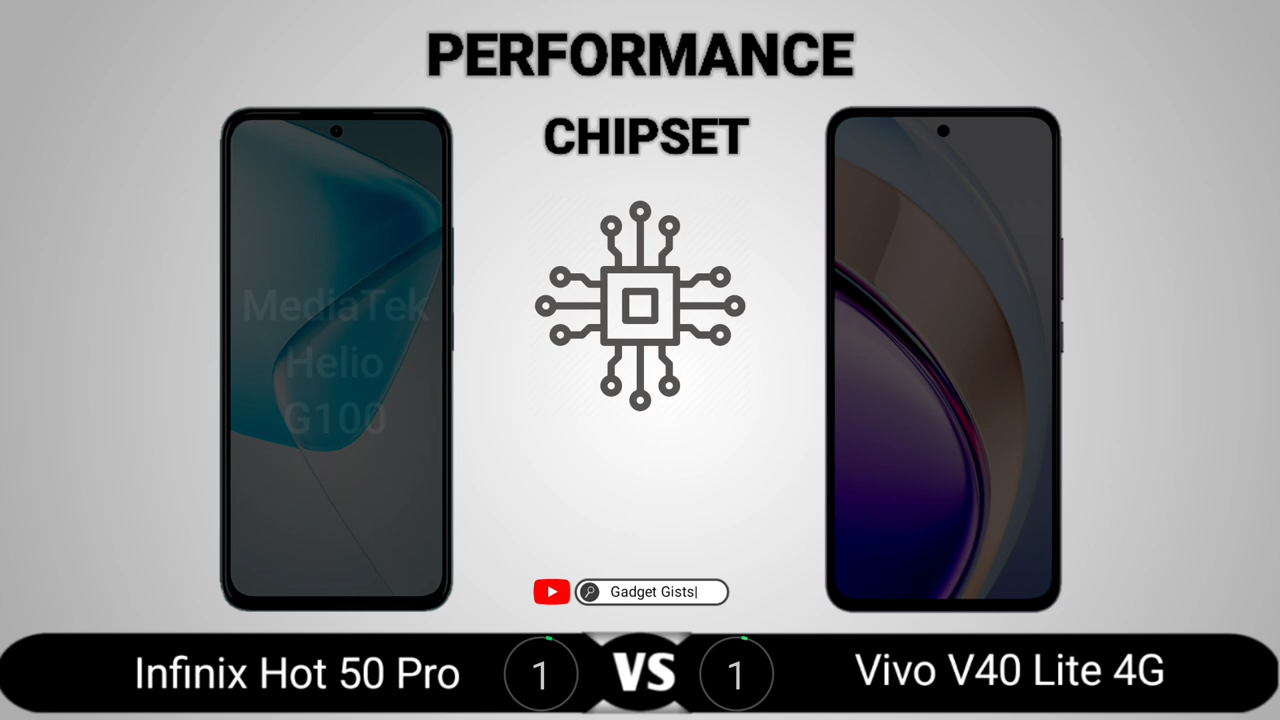 PERFORMANCE
CHIPSET
MediaTek
Helio
G100
Gadget Gists|
Infinix Hot 50 Pro
1
VS
1
Vivo V40 Lite 4G